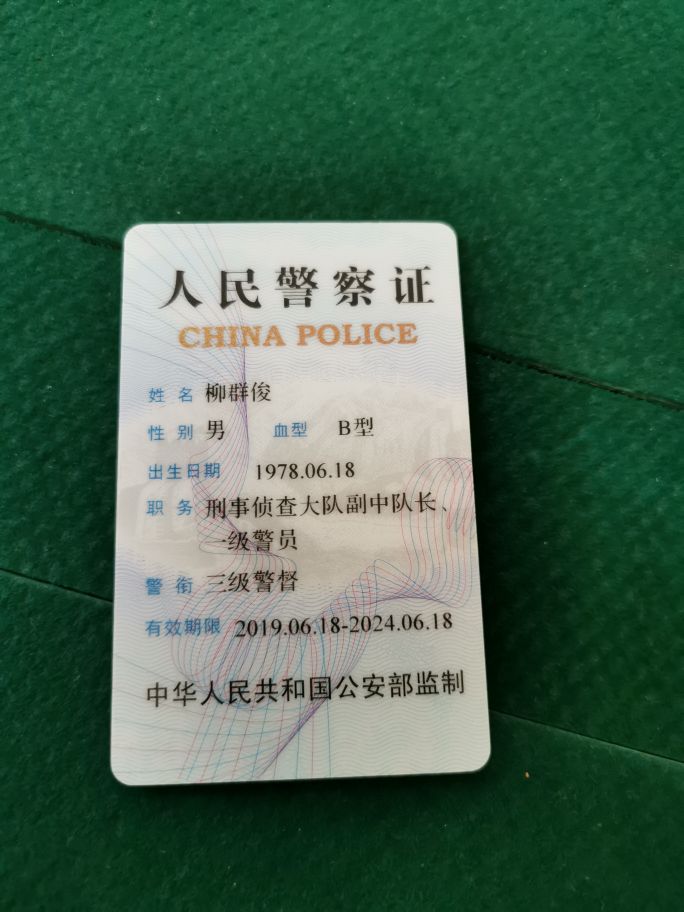 人民警察证
CHINA POLICE
姓 名 柳群俊
性 别 男 血型 B型
出生日期 1978.06.18
职 务 刑事侦查大队副中队长、
一级警员
警 衔 三级警督
有效期限 2019.06.18-2024.06.18
中华人民共和国公安部监制